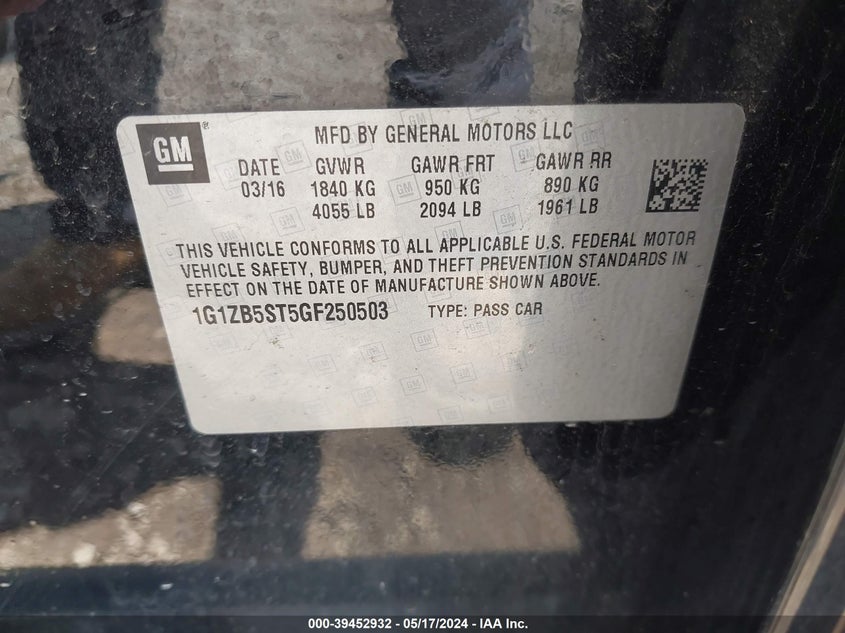 GM ®
MFD BY GENERAL MOTORS LLC
DATE GVWR GAWR FRT GAWR RR
03/16 1840 KG 950 KG 890 KG
4055 LB 2094 LB 1961 LB
THIS VEHICLE CONFORMS TO ALL APPLICABLE U.S. FEDERAL MOTOR
VEHICLE SAFETY, BUMPER, AND THEFT PREVENTION STANDARDS IN
EFFECT ON THE DATE OF MANUFACTURE SHOWN ABOVE.
1G1ZB5ST5GF250503 TYPE: PASS CAR
000-39452932 - 05/17/2024 - IAA Inc.